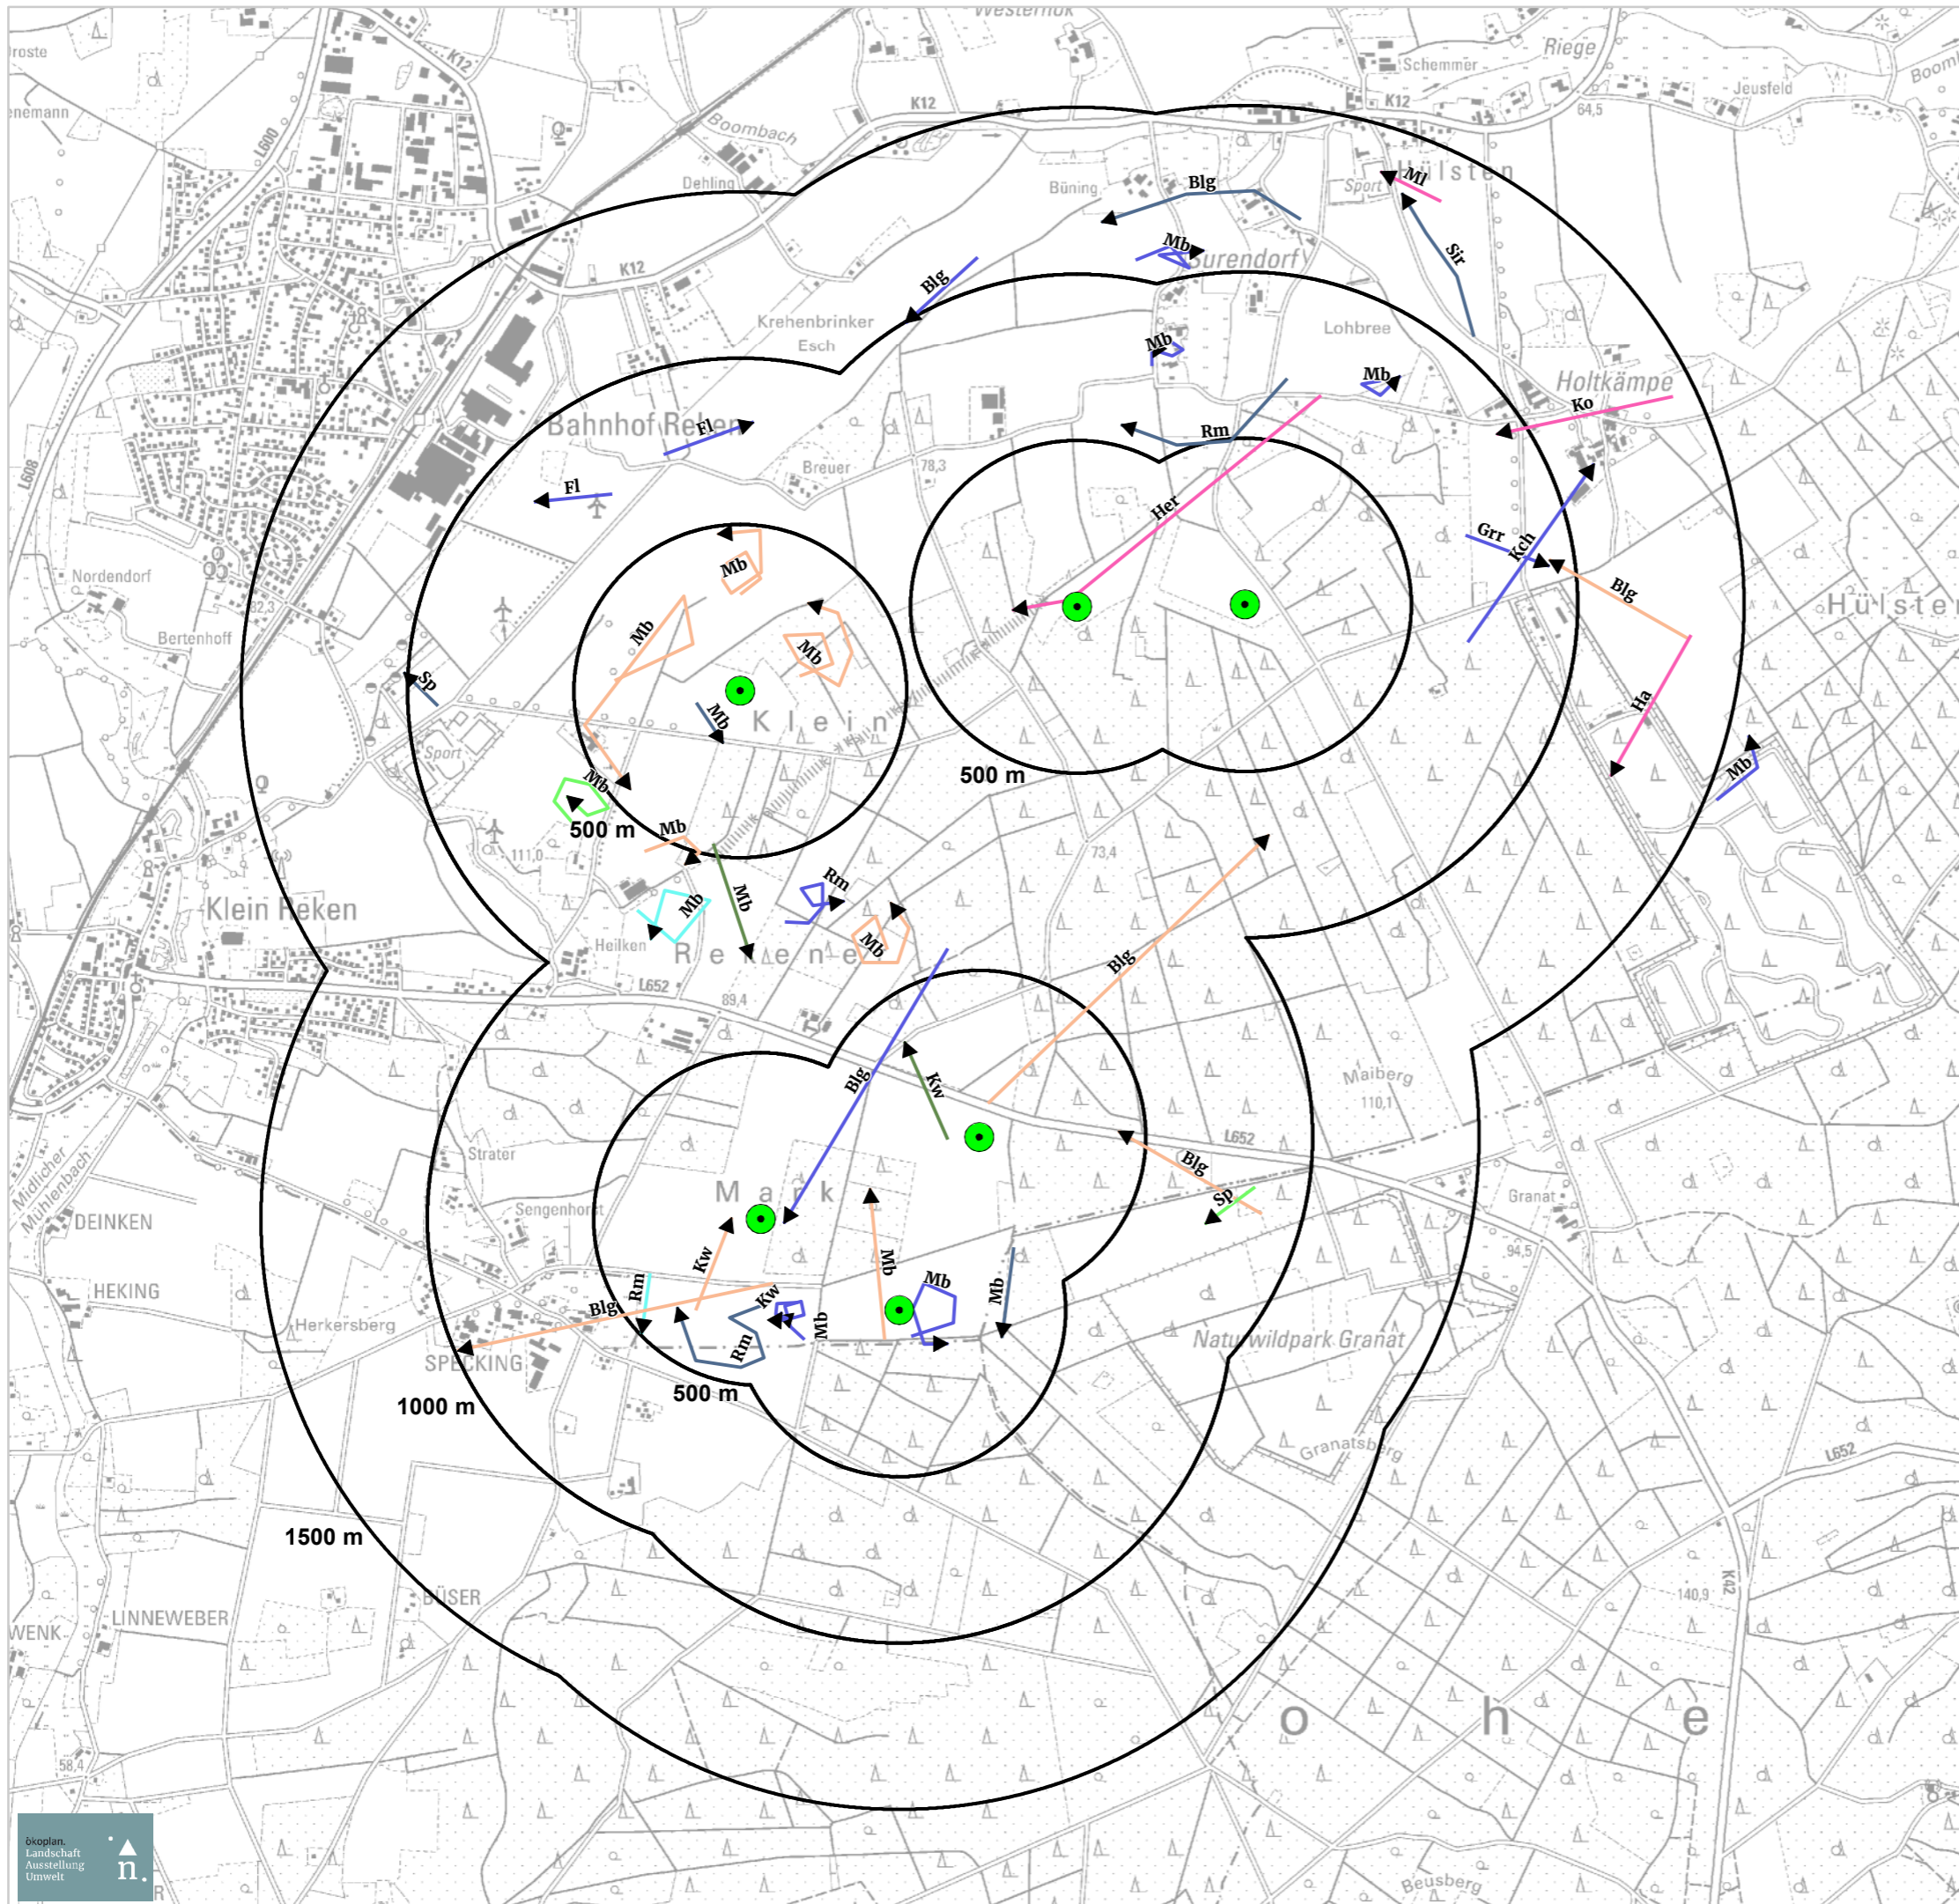 Westerhok
Riege
Schemmer
K12
Jeusfeld
K12
K12
64,5
L600
Boombach
Dehling
Büning
Blg
Sport
Ml
Hülsten
Mb
Surendorf
Sir
K12
Blg
Krehenbrinker
Esch
Lohbree
Mb
Mb
Holtkämpe
Ko
Bahnhof Reken
Fl
Rm
L608
Breuer
78,3
Fl
Her
Grr
Kch
Nordendorf
Mb
Blg
82,3
Bertenhoff
Mb
Mb
Sp
Mb
Klein
Ha
Sport
500 m
Mb
Mb
500 m
Mb
111,0
73,4
Rm
Mb
Mb
Klein Reken
Heilken
Mb
Blg
L652
89,4
Maiberg
110,1
Blg
Kw
L652
Strater
Midlicher
Mühlenbach
Blg
Mark
Sp
Granat
DEINKEN
Sengenhorst
94,5
Kw
Mb
Rm
Mb
Mb
HEKING
Kw
Blg
Herkersberg
Mb
Rm
Naturwildpark Granat
SPECKING
500 m
1000 m
Granatsberg
L652
1500 m
K42
BÜSER
140,9
LINNEWEBER
WENK
o h e
58,4
ökoplan.
Landschaft
Ausstellung
Umwelt
n.
Beusberg